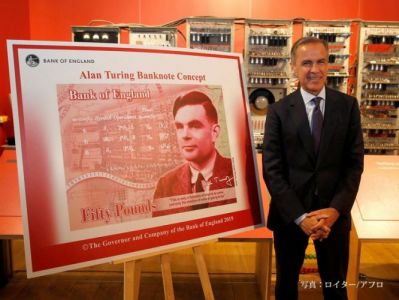 BANK OF ENGLAND
Alan Turing Banknote Concept
Bank of England
Fifty Pounds
©The Governor and Company of the Bank of England 2019
写真：ロイター/アフロ